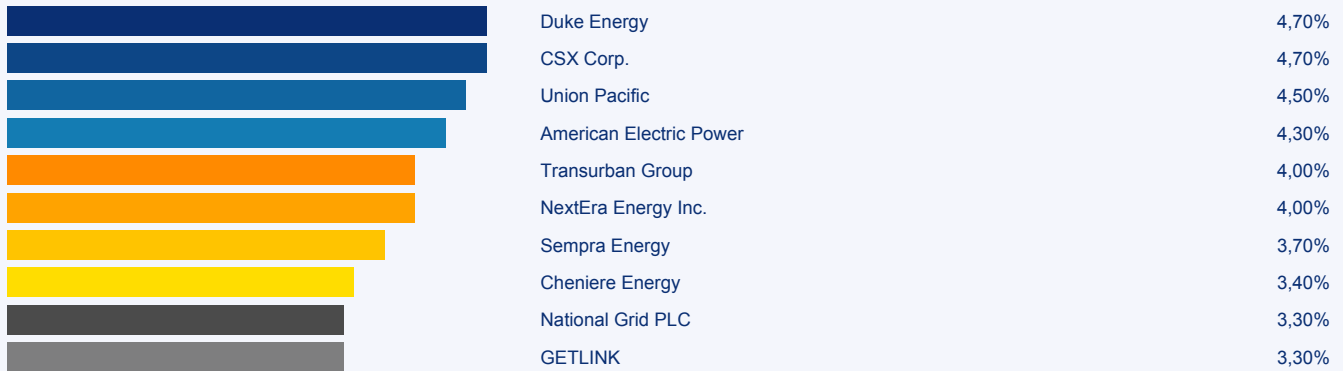 Duke Energy 4,70%
CSX Corp. 4,70%
Union Pacific 4,50%
American Electric Power 4,30%
Transurban Group 4,00%
NextEra Energy Inc. 4,00%
Sempra Energy 3,70%
Cheniere Energy 3,40%
National Grid PLC 3,30%
GETLINK 3,30%